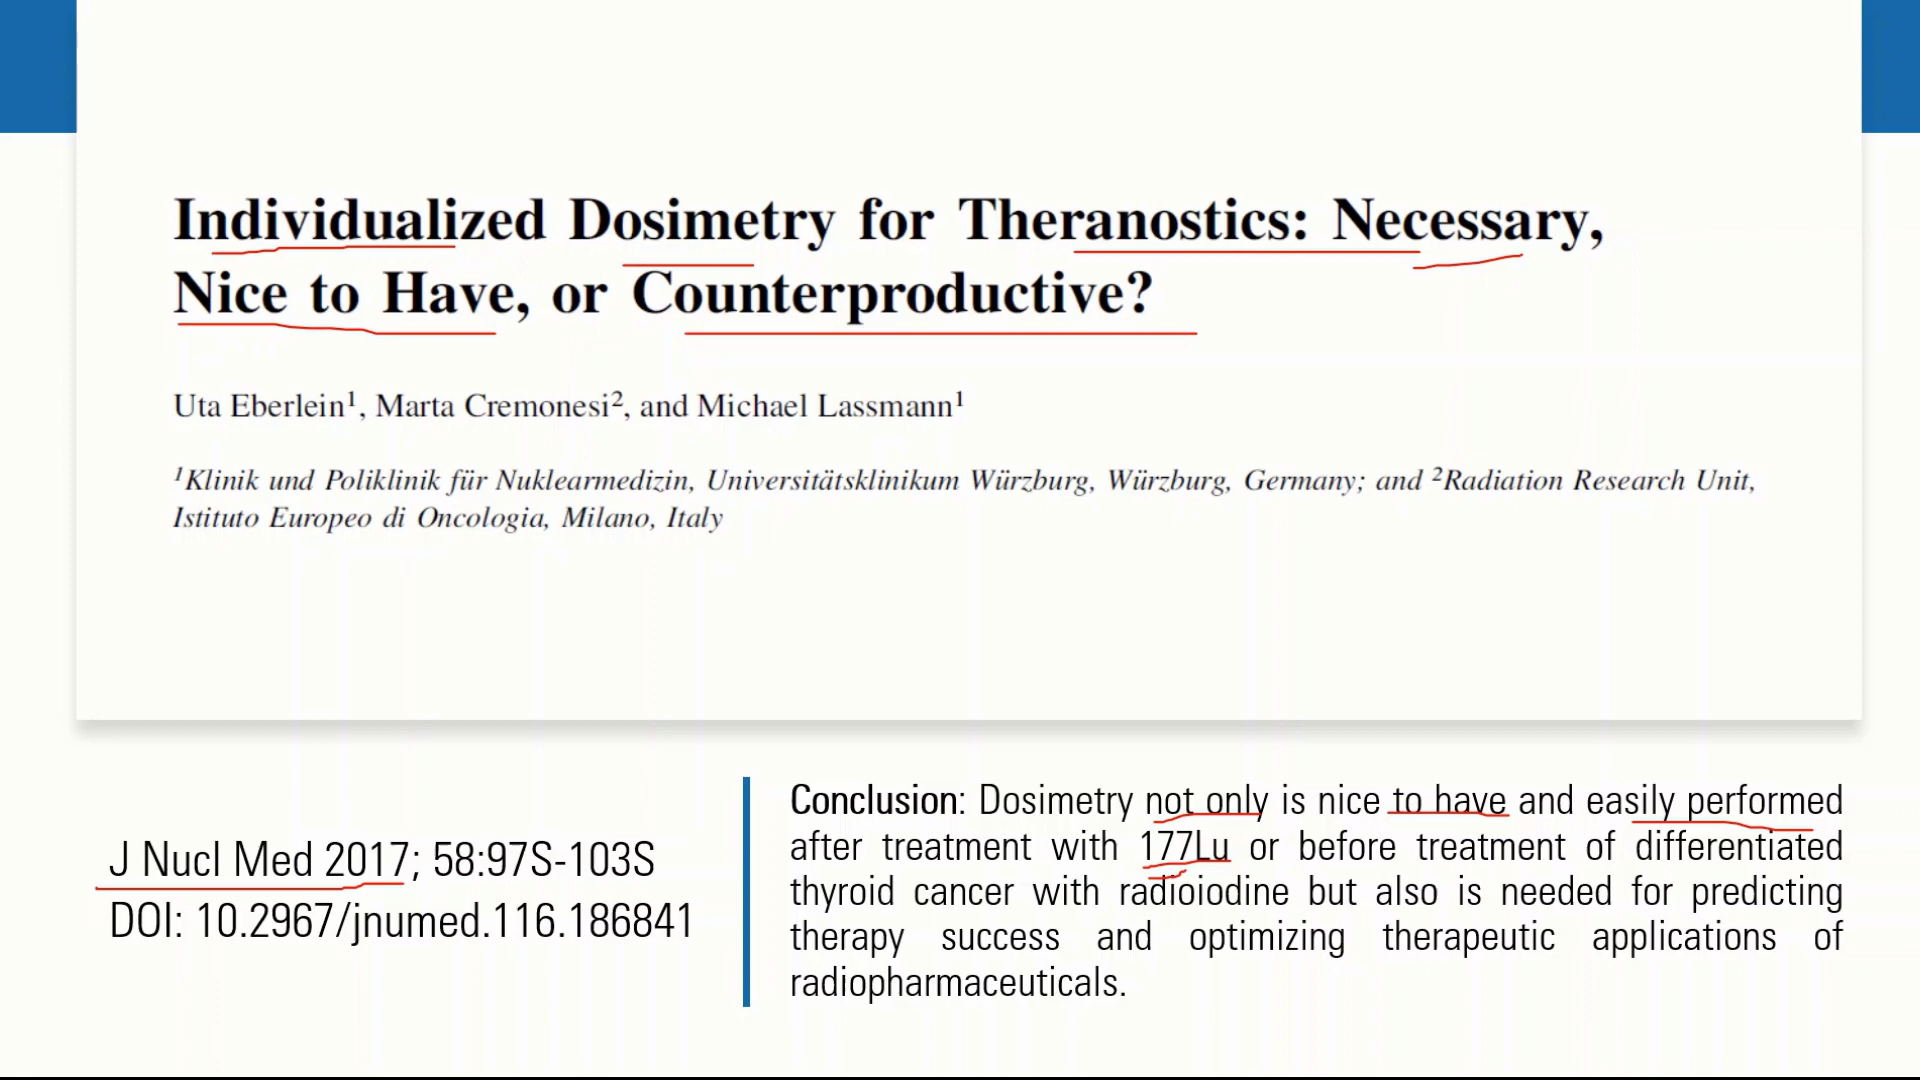 Individualized Dosimetry for Theranostics: Necessary,
Nice to Have, or Counterproductive?
Uta Eberlein¹, Marta Cremonesi², and Michael Lassmann¹
¹Klinik und Poliklinik für Nuklearmedizin, Universitätsklinikum Würzburg, Würzburg, Germany; and ²Radiation Research Unit,
Istituto Europeo di Oncologia, Milano, Italy
J Nucl Med 2017; 58:97S-103S
DOI: 10.2967/jnumed.116.186841
Conclusion: Dosimetry not only is nice to have and easily performed
after treatment with 177Lu or before treatment of differentiated
thyroid cancer with radioiodine but also is needed for predicting
therapy success and optimizing therapeutic applications of
radiopharmaceuticals.